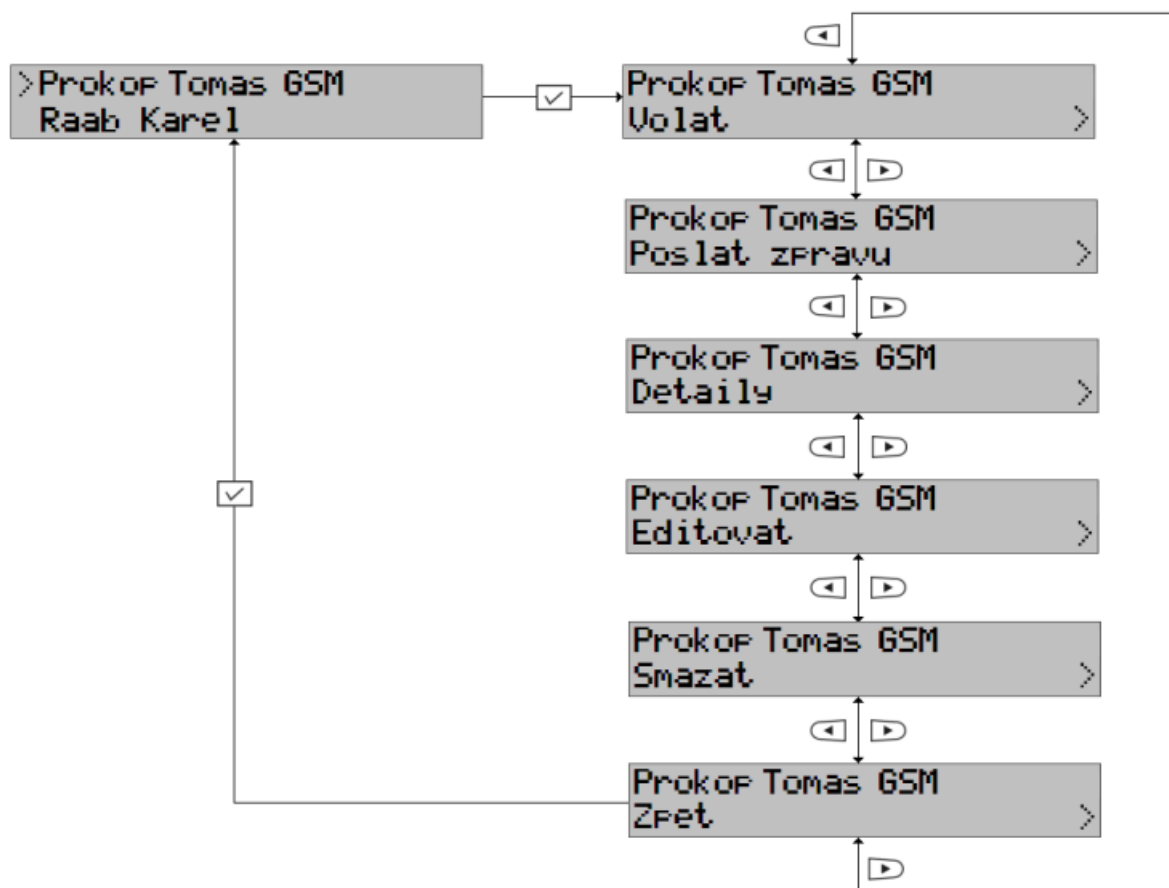 >Prokop Tomas GSM
Raab Karel
Prokop Tomas GSM
Volat >
Prokop Tomas GSM
Poslat zpravu >
Prokop Tomas GSM
Detaily >
Prokop Tomas GSM
Editovat >
Prokop Tomas GSM
Smazat >
Prokop Tomas GSM
Zpet >